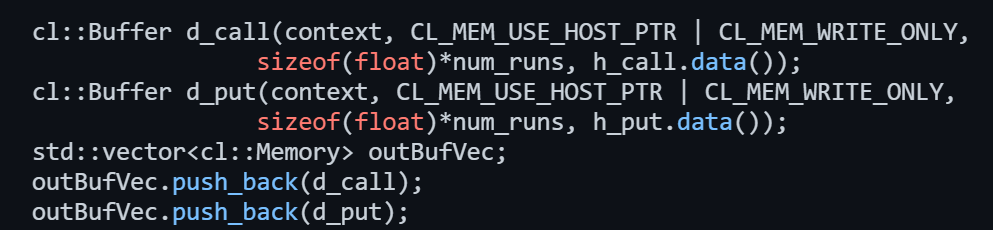 cl::Buffer d_call(context, CL_MEM_USE_HOST_PTR | CL_MEM_WRITE_ONLY,
sizeof(float)*num_runs, h_call.data());
cl::Buffer d_put(context, CL_MEM_USE_HOST_PTR | CL_MEM_WRITE_ONLY,
sizeof(float)*num_runs, h_put.data());
std::vector<cl::Memory> outBufVec;
outBufVec.push_back(d_call);
outBufVec.push_back(d_put);